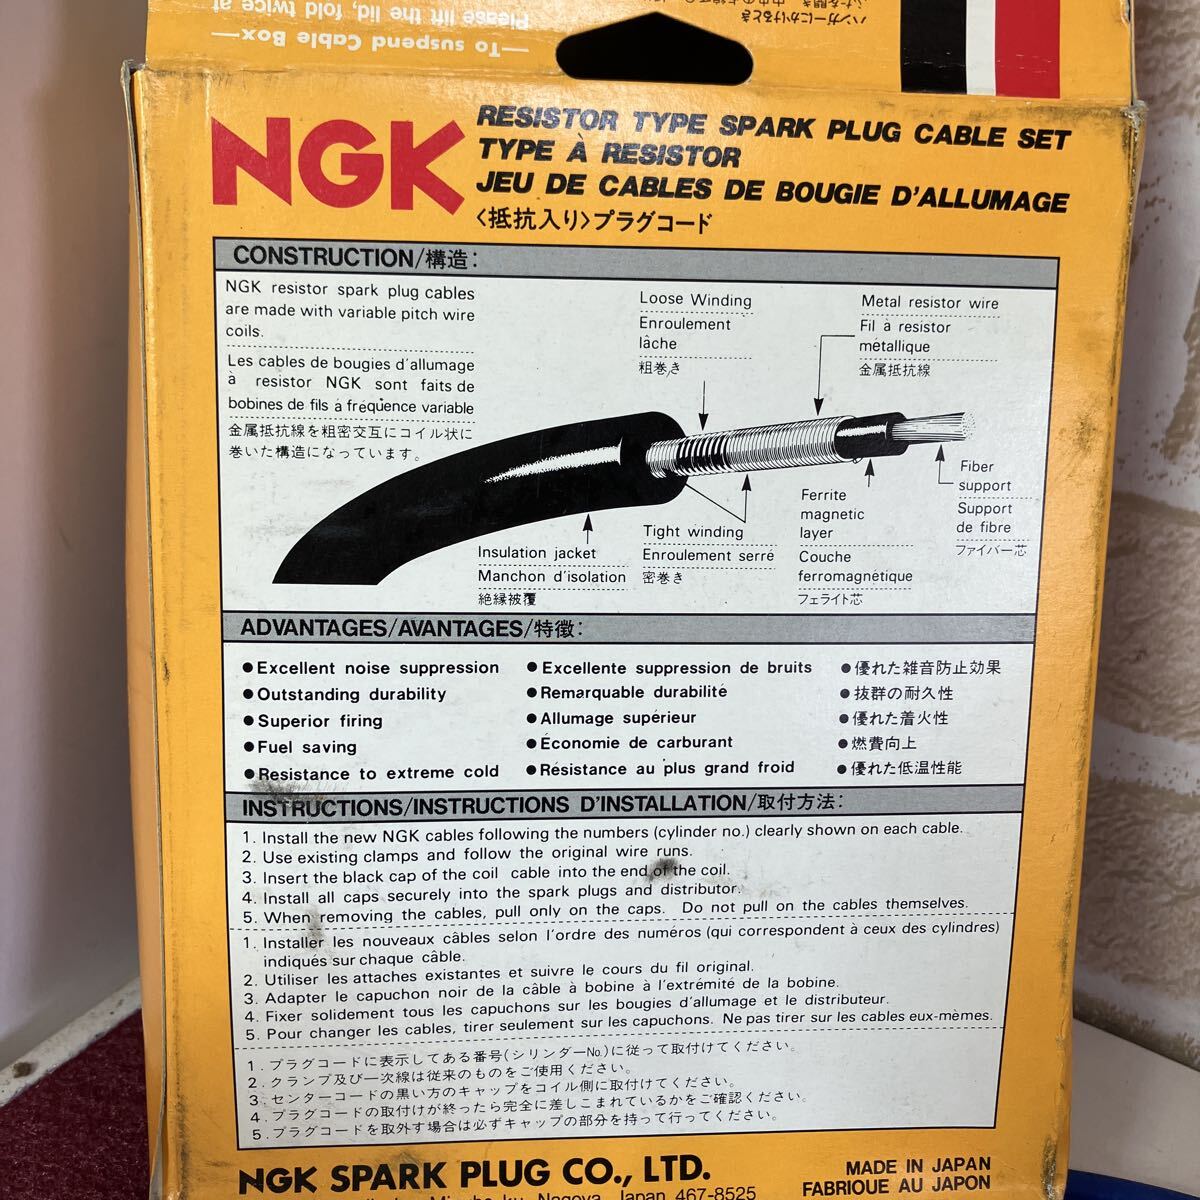 Please lift the lid, fold twice at
—To suspend Cable Box—
ハンガーにかけるとき
NGK
RESISTOR TYPE SPARK PLUG CABLE SET
TYPE À RESISTOR
JEU DE CABLES DE BOUGIE D'ALLUMAGE
〈抵抗入り〉プラグコード
CONSTRUCTION/構造:
NGK resistor spark plug cables
are made with variable pitch wire
coils.
Les cables de bougies d'allumage
à resistor NGK sont faits de
bobines de fils á fréquence variable
金属抵抗線を粗密交互にコイル状に
巻いた構造になっています。
Loose Winding
Enroulement
lâche
粗巻き
Metal resistor wire
Fil à resistor
métallique
金属抵抗線
Insulation jacket
Manchon d'isolation
絶縁被覆
Tight winding
Enroulement serré
密巻き
Ferrite
magnetic
layer
Couche
ferromagnétique
フェライト芯
Fiber
support
Support
de fibre
ファイバー芯
ADVANTAGES/AVANTAGES/特徴:
●Excellent noise suppression
●Outstanding durability
●Superior firing
●Fuel saving
●Resistance to extreme cold
●Excellente suppression de bruits
●Remarquable durabilité
●Allumage supérieur
●Économie de carburant
●Résistance au plus grand froid
●優れた雑音防止効果
●抜群の耐久性
●優れた着火性
●燃費向上
●優れた低温性能
INSTRUCTIONS/INSTRUCTIONS D'INSTALLATION/取付方法:
1. Install the new NGK cables following the numbers (cylinder no.) clearly shown on each cable.
2. Use existing clamps and follow the original wire runs.
3. Insert the black cap of the coil cable into the end of the coil.
4. Install all caps securely into the spark plugs and distributor.
5. When removing the cables, pull only on the caps. Do not pull on the cables themselves.
1. Installer les nouveaux câbles selon l'ordre des numéros (qui correspondent à ceux des cylindres)
indiqués sur chaque câble.
2. Utiliser les attaches existantes et suivre le cours du fil original.
3. Adapter le capuchon noir de la câble à bobine à l'extrémité de la bobine.
4. Fixer solidement tous les capuchons sur les bougies d'allumage et le distributeur.
5. Pour changer les cables, tirer seulement sur les capuchons. Ne pas tirer sur les cables eux-mèmes.
1. プラグコードに表示してある番号(シリンダーNo.)に従って取付けてください。
2. クランプ及び一次線は従来のものをご使用ください。
3. センターコードの黒い方のキャップをコイル側に取付けてください。
4. プラグコードの取付けが終ったら完全に差しこまれているかをご確認ください。
5. プラグコードを取外す場合は必ずキャップの部分を持って行ってください。
NGK SPARK PLUG CO., LTD.
Nagoya, Japan 467-8525
MADE IN JAPAN
FABRIQUE AU JAPON